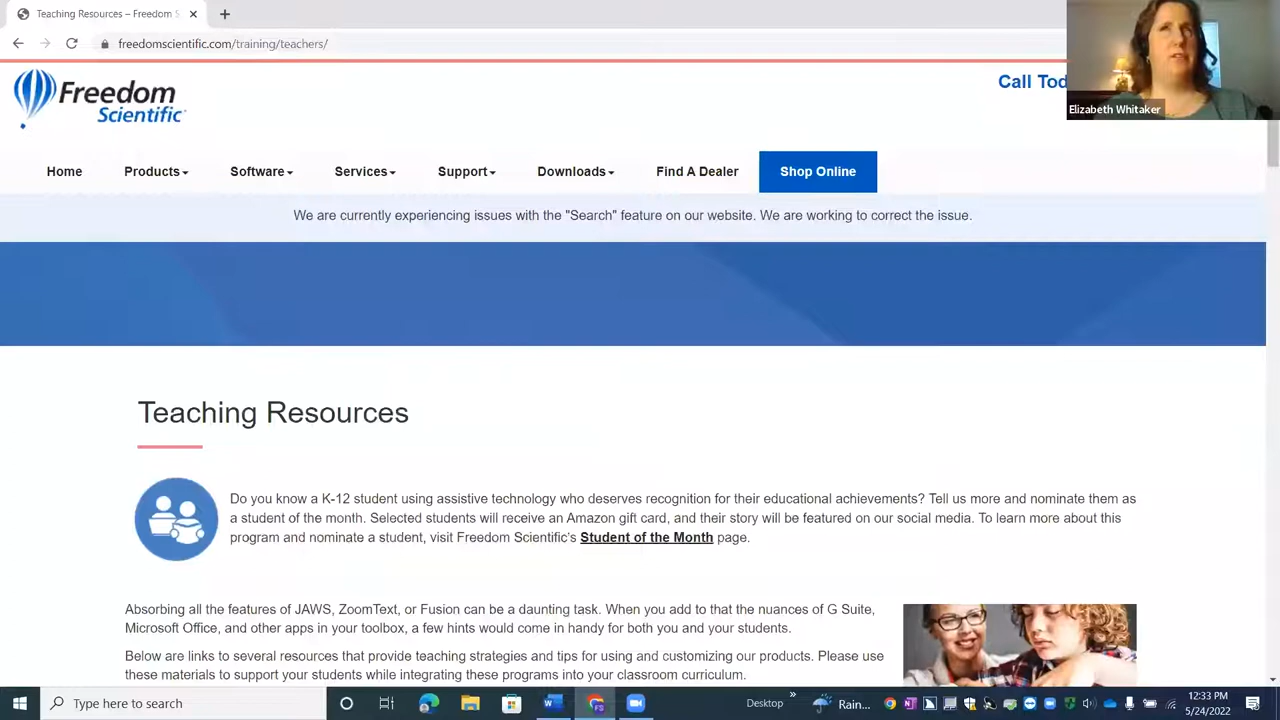 Teaching Resources – Freedom S
freedomscientific.com/training/teachers/
Elizabeth Whitaker
Freedom
Scientific
Call Tod
Home Products Software Services Support Downloads Find A Dealer Shop Online
We are currently experiencing issues with the "Search" feature on our website. We are working to correct the issue.
Teaching Resources
Do you know a K-12 student using assistive technology who deserves recognition for their educational achievements? Tell us more and nominate them as
a student of the month. Selected students will receive an Amazon gift card, and their story will be featured on our social media. To learn more about this
program and nominate a student, visit Freedom Scientific's Student of the Month page.
Absorbing all the features of JAWS, ZoomText, or Fusion can be a daunting task. When you add to that the nuances of G Suite,
Microsoft Office, and other apps in your toolbox, a few hints would come in handy for both you and your students.
Below are links to several resources that provide teaching strategies and tips for using and customizing our products. Please use
these materials to support your students while integrating these programs into your classroom curriculum.
Type here to search
Desktop
Rain...
12:33 PM
5/24/2022